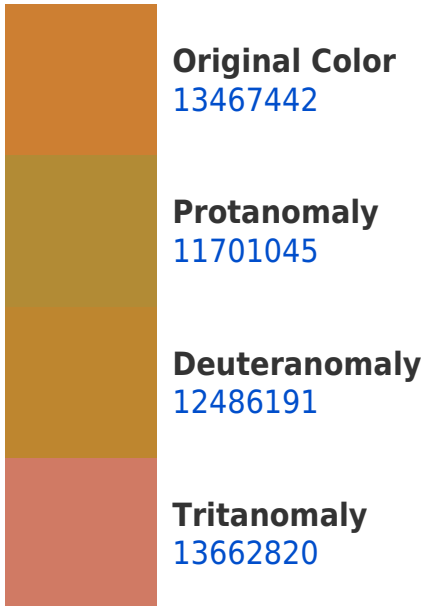 Original Color
13467442
Protanomaly
11701045
Deuteranomaly
12486191
Tritanomaly
13662820